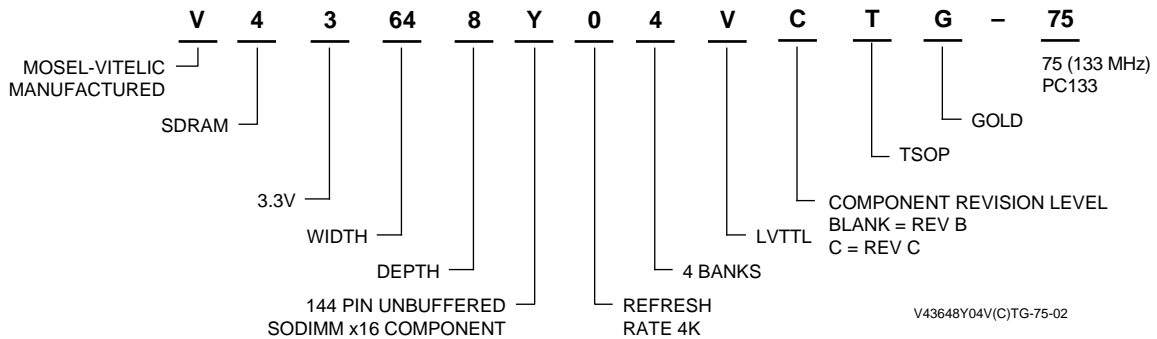 V 4 3 64 8 Y 0 4 V C T G – 75
MOSEL-VITELIC
MANUFACTURED
75 (133 MHz)
PC133
SDRAM
GOLD
TSOP
3.3V
COMPONENT REVISION LEVEL
BLANK = REV B
C = REV C
WIDTH
LVTTL
DEPTH
4 BANKS
144 PIN UNBUFFERED
SODIMM x16 COMPONENT
REFRESH
RATE 4K
V43648Y04V(C)TG-75-02